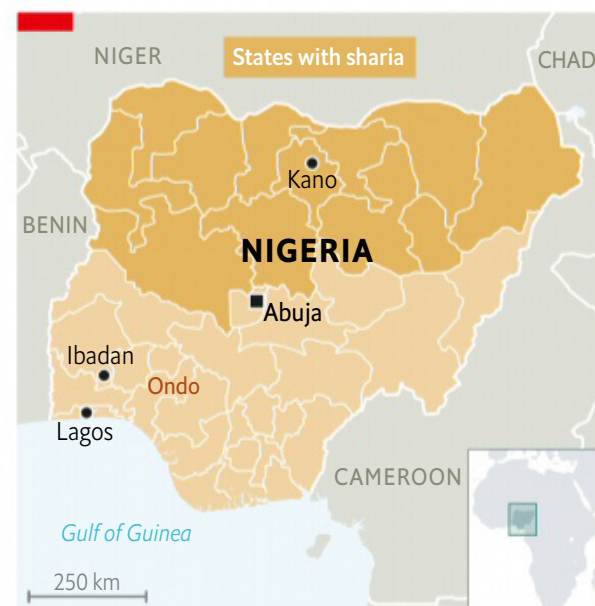 NIGER
States with sharia
CHAD
Kano
BENIN
NIGERIA
Abuja
Ibadan
Ondo
Lagos
CAMEROON
Gulf of Guinea
250 km